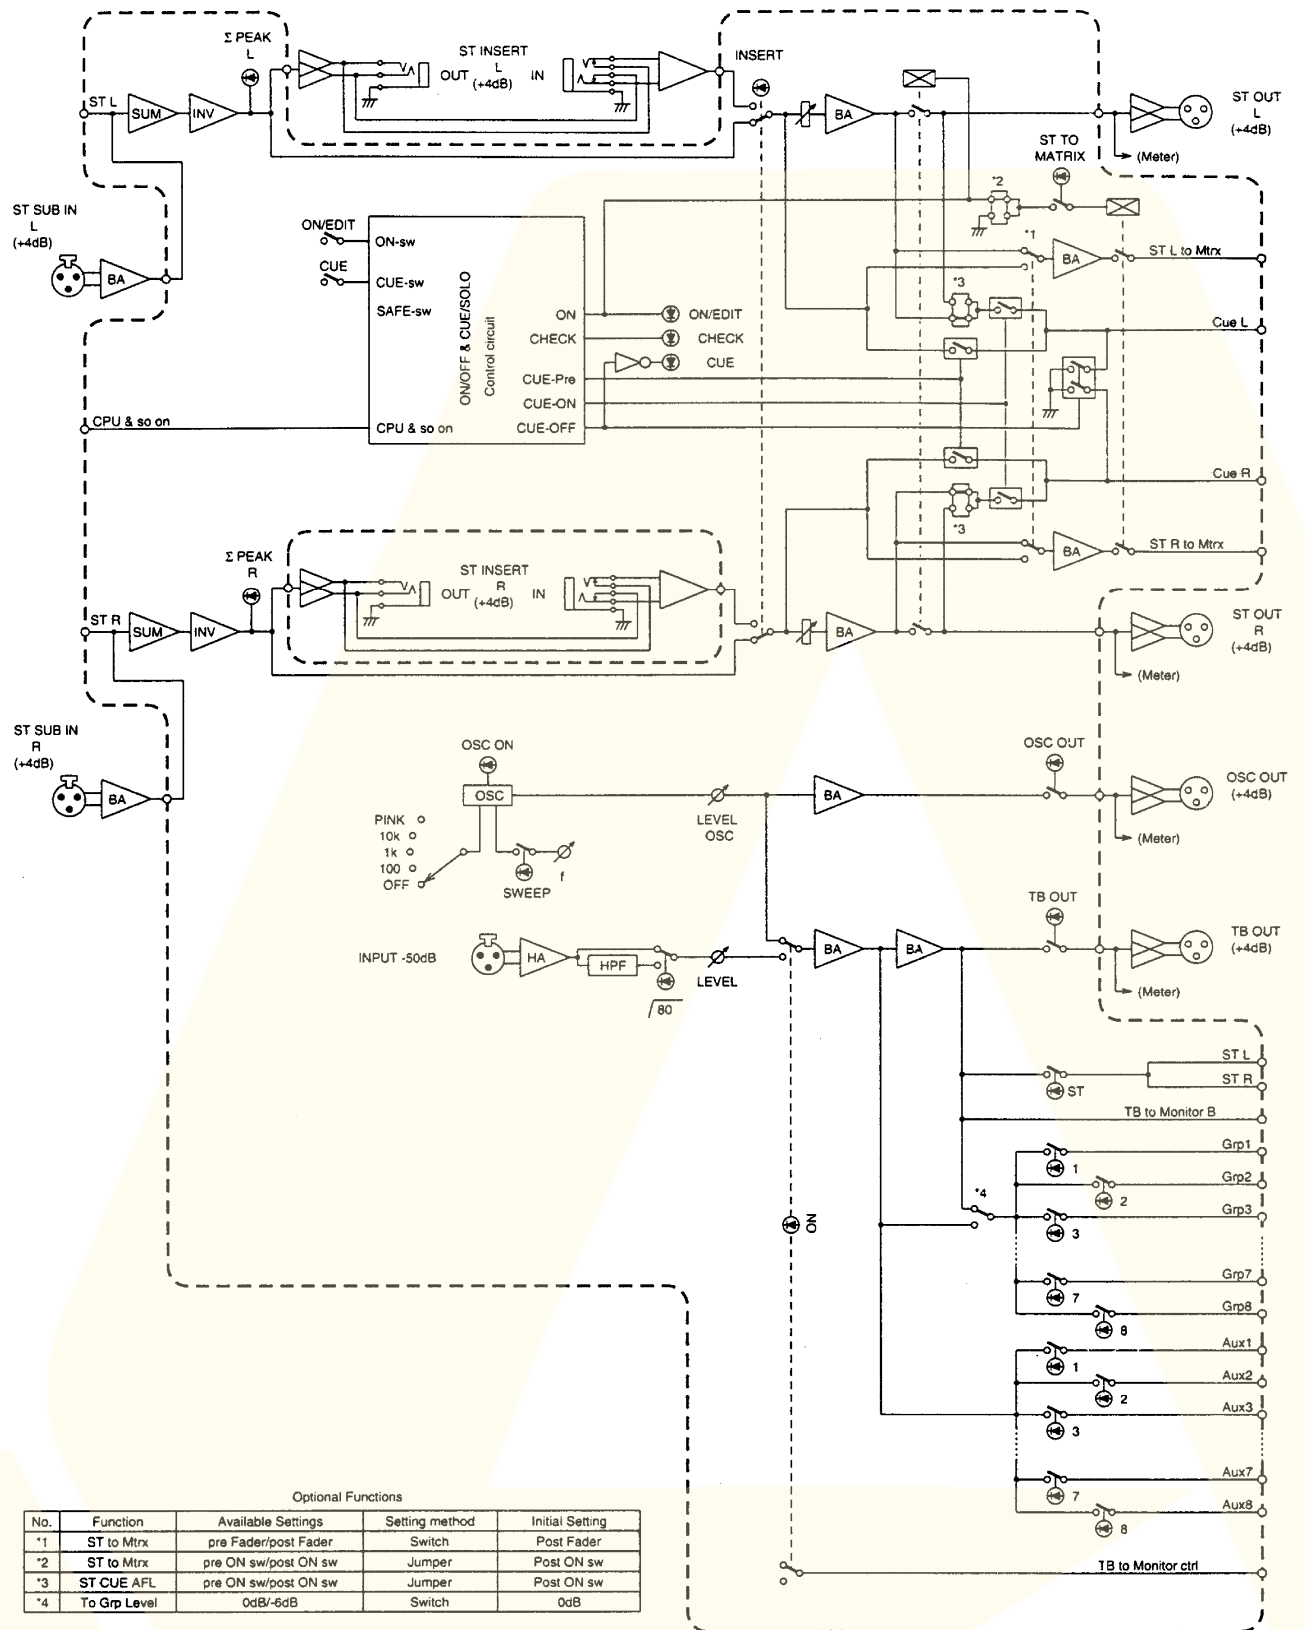 Σ PEAK
L
ST INSERT
L
(+4dB)
OUT
IN
INSERT
ST L
SUM
INV
BA
ST OUT
L
(+4dB)
(Meter)
ST TO
MATRIX
*2
ST SUB IN
L
(+4dB)
BA
ON/EDIT
ON-sw
CUE
CUE-sw
SAFE-sw
ON/OFF & CUE/SOLO
Control circuit
ON
ON/EDIT
CHECK
CHECK
CUE
CUE-Pre
CUE-ON
CUE-OFF
CPU & so on
CPU & so on
*1
BA
ST L to Mtrx
*3
Cue L
Cue R
*3
BA
ST R to Mtrx
Σ PEAK
R
ST INSERT
R
(+4dB)
OUT
IN
ST R
SUM
INV
BA
ST OUT
R
(+4dB)
(Meter)
ST SUB IN
R
(+4dB)
BA
OSC ON
OSC
PINK
10k
1k
100
OFF
SWEEP
f
LEVEL
OSC
BA
OSC OUT
OSC OUT
(+4dB)
(Meter)
INPUT -50dB
HA
HPF
80
LEVEL
BA
BA
TB OUT
TB OUT
(+4dB)
(Meter)
ST L
ST R
ST
TB to Monitor B
Grp1
1
Grp2
2
*4
Grp3
3
ON
Grp7
7
Grp8
8
Aux1
1
Aux2
2
Aux3
3
Aux7
7
Aux8
8
TB to Monitor ctrl
Optional Functions
No. Function Available Settings Setting method Initial Setting
*1 ST to Mtrx pre Fader/post Fader Switch Post Fader
*2 ST to Mtrx pre ON sw/post ON sw Jumper Post ON sw
*3 ST CUE AFL pre ON sw/post ON sw Jumper Post ON sw
*4 To Grp Level 0dB/-6dB Switch 0dB